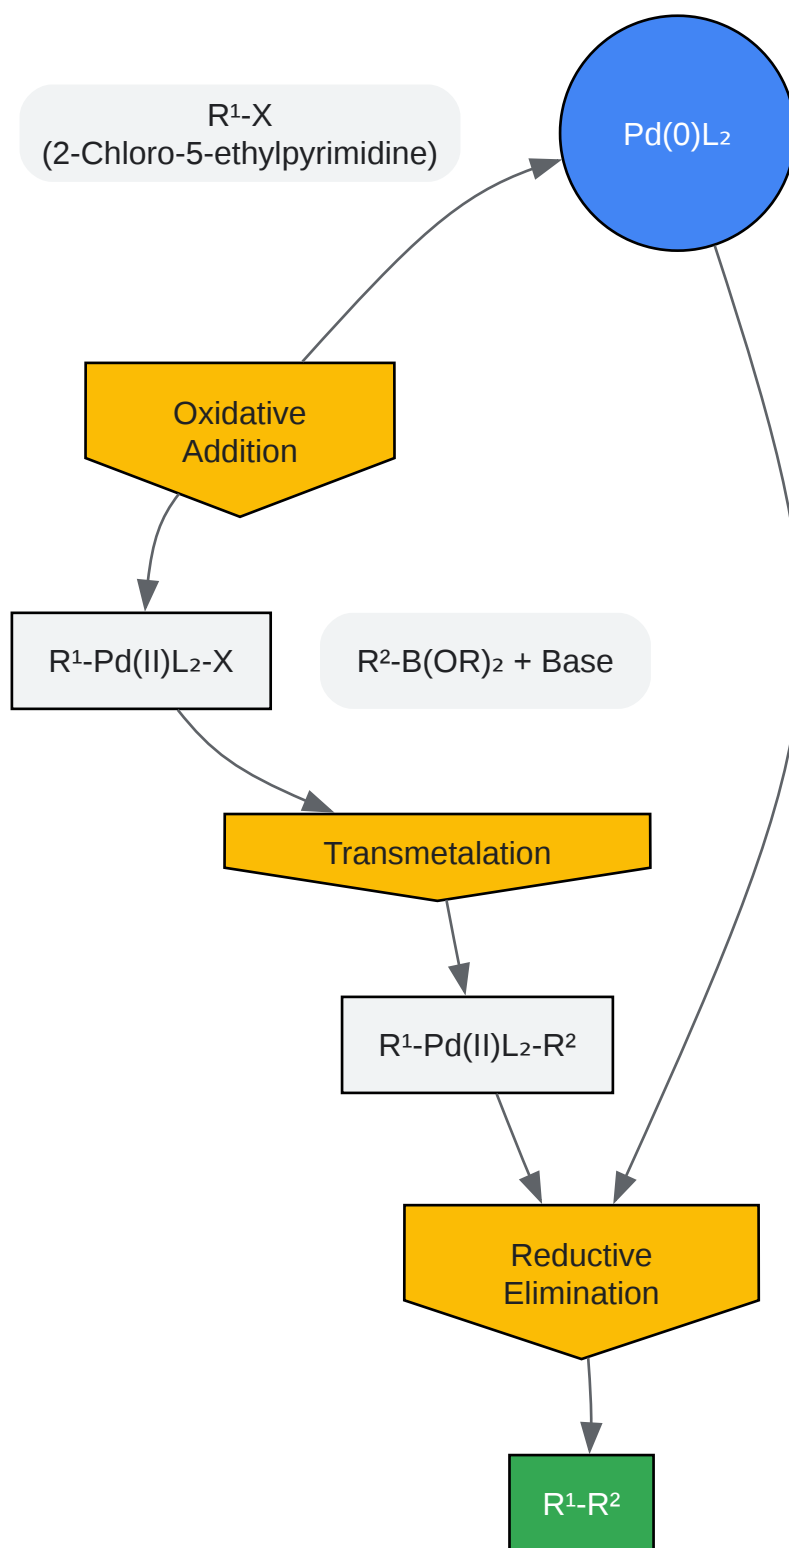 R¹-X
(2-Chloro-5-ethylpyrimidine)
Pd(0)L₂
Oxidative
Addition
R¹-Pd(II)L₂-X
R²-B(OR)₂ + Base
Transmetalation
R¹-Pd(II)L₂-R²
Reductive
Elimination
R¹-R²